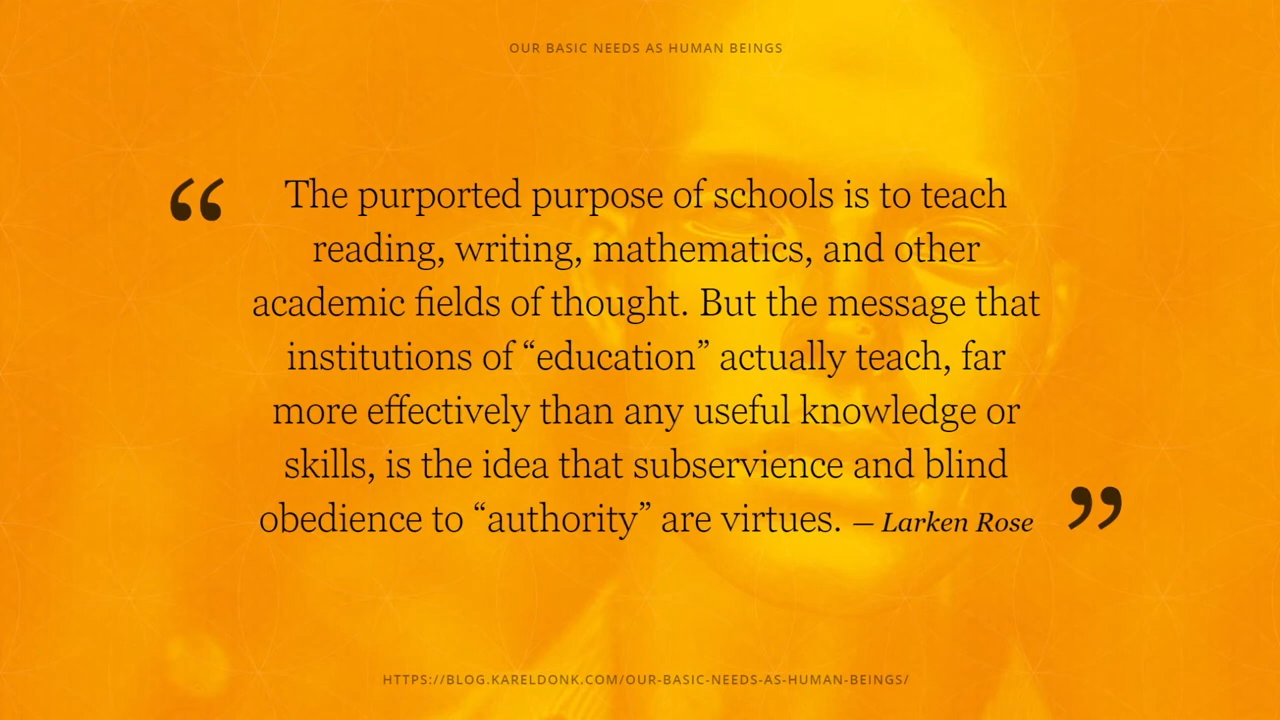 OUR BASIC NEEDS AS HUMAN BEINGS
“ The purported purpose of schools is to teach
reading, writing, mathematics, and other
academic fields of thought. But the message that
institutions of “education” actually teach, far
more effectively than any useful knowledge or
skills, is the idea that subservience and blind
obedience to “authority” are virtues. — Larken Rose ”
HTTPS://BLOG.KARELDONK.COM/OUR-BASIC-NEEDS-AS-HUMAN-BEINGS/